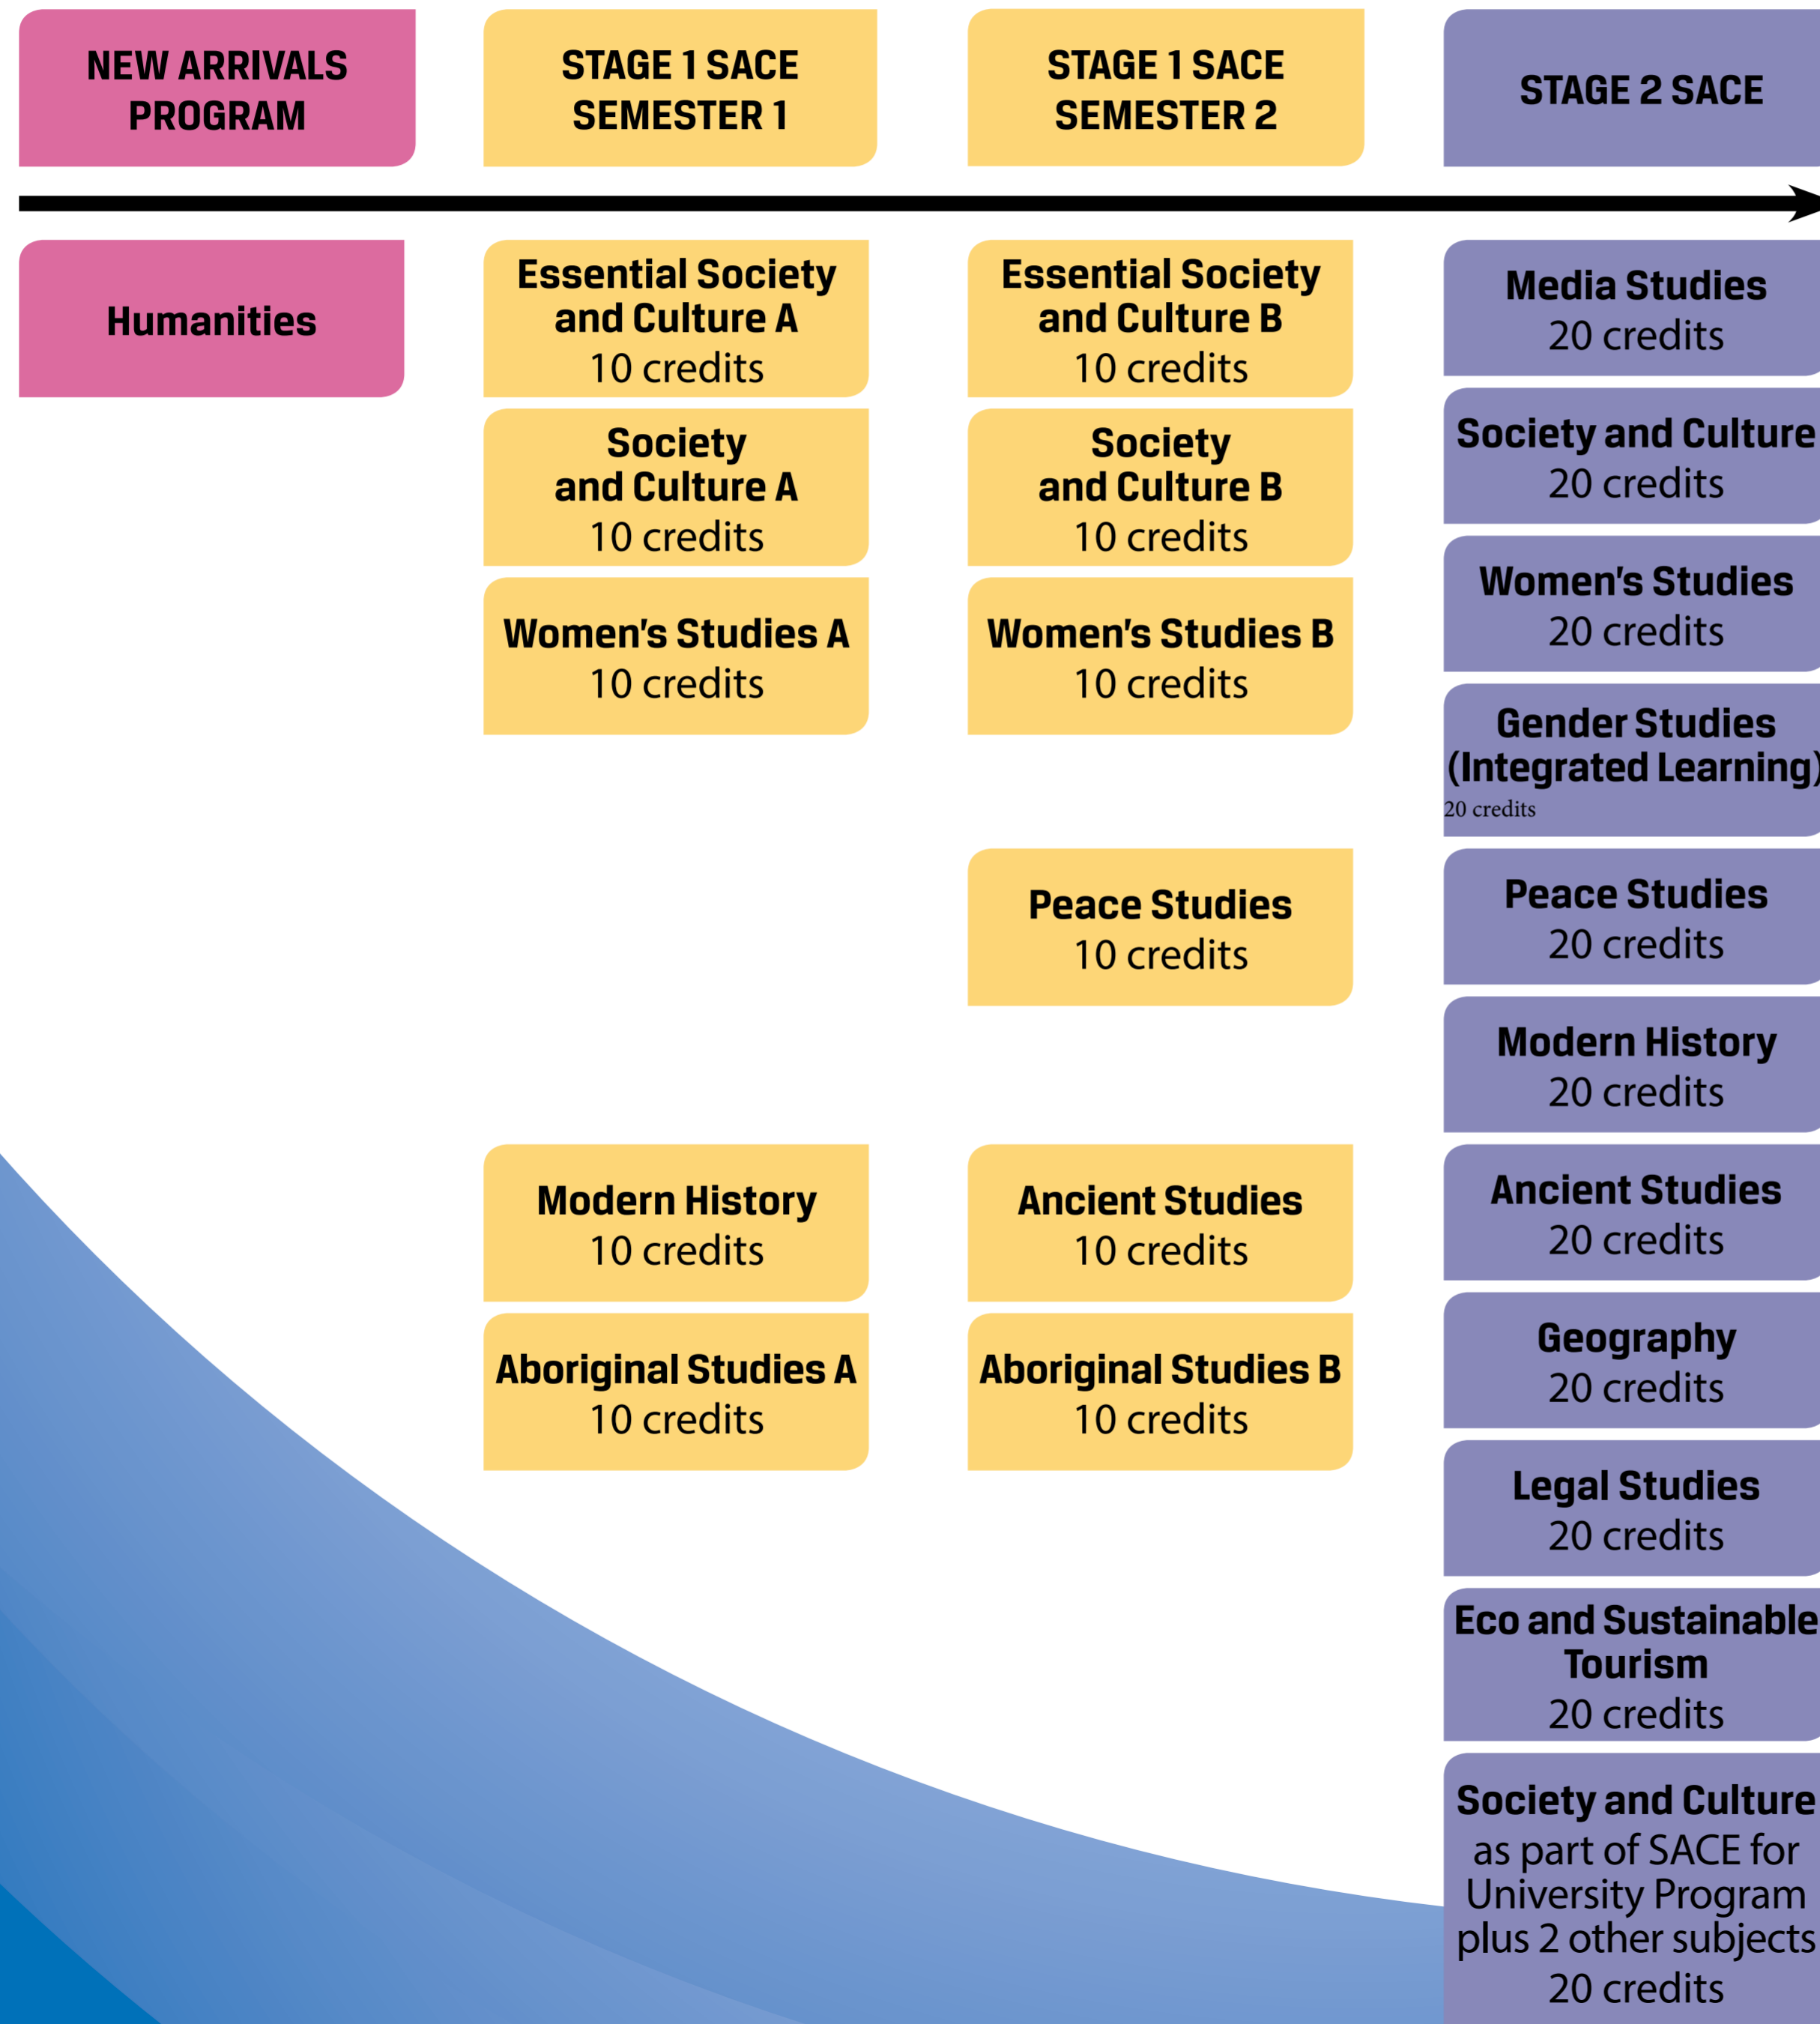 NEW ARRIVALS
PROGRAM
STAGE 1 SACE
SEMESTER 1
STAGE 1 SACE
SEMESTER 2
STAGE 2 SACE
Humanities
Essential Society
and Culture A
10 credits
Society
and Culture A
10 credits
Women's Studies A
10 credits
Modern History
10 credits
Aboriginal Studies A
10 credits
Essential Society
and Culture B
10 credits
Society
and Culture B
10 credits
Women's Studies B
10 credits
Peace Studies
10 credits
Ancient Studies
10 credits
Aboriginal Studies B
10 credits
Media Studies
20 credits
Society and Culture
20 credits
Women's Studies
20 credits
Gender Studies
(Integrated Learning)
20 credits
Peace Studies
20 credits
Modern History
20 credits
Ancient Studies
20 credits
Geography
20 credits
Legal Studies
20 credits
Eco and Sustainable
Tourism
20 credits
Society and Culture
as part of SACE for
University Program
plus 2 other subjects
20 credits